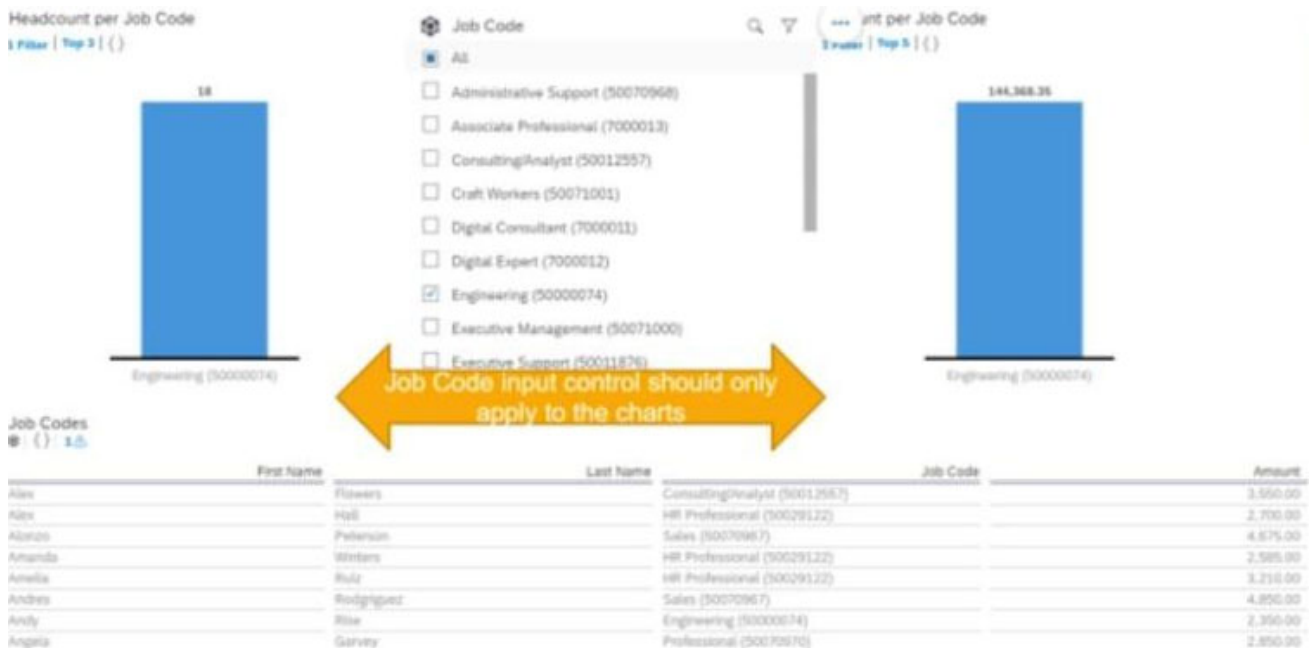 Headcount per Job Code
1 Filter | Top 3 | { }
18
Engineering (50000074)
Job Code
All
Administrative Support (50070968)
Associate Professional (7000013)
Consulting/Analyst (50012557)
Craft Workers (50071001)
Digital Consultant (7000011)
Digital Expert (7000012)
Engineering (50000074)
Executive Management (50071000)
Executive Support (50011876)
unt per Job Code
1 Filter | Top 5 | { }
144,368.35
Engineering (50000074)
Job Code input control should only
apply to the charts
Job Codes
{ } 1
First Name Last Name Job Code Amount
Alex Flowers Consulting/Analyst (50012557) 3,550.00
Alex Hall HR Professional (50029122) 2,700.00
Alonzo Peterson Sales (50070967) 4,675.00
Amanda Winters HR Professional (50029122) 2,585.00
Amelia Ruiz HR Professional (50029122) 3,210.00
Andres Rodgriguez Sales (50070967) 4,850.00
Andy Rise Engineering (50000074) 2,350.00
Angela Garvey Professional (50070970) 2,850.00